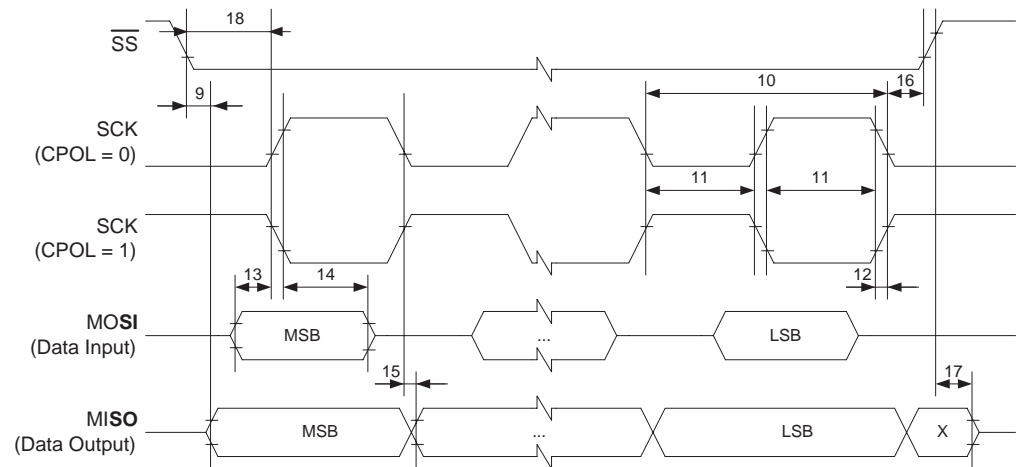 18
SS
10
16
9
SCK
(CPOL = 0)
11
11
SCK
(CPOL = 1)
13
14
12
MOSI
(Data Input)
MSB
...
LSB
15
17
MISO
(Data Output)
MSB
...
LSB
X